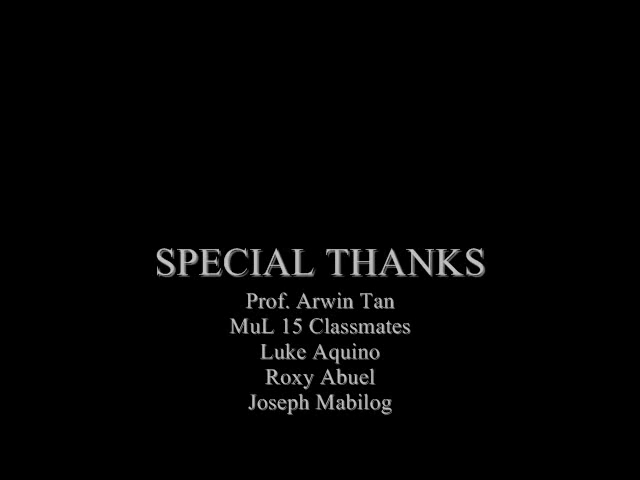 SPECIAL THANKS
Prof. Arwin Tan
MuL 15 Classmates
Luke Aquino
Roxy Abuel
Joseph Mabilog